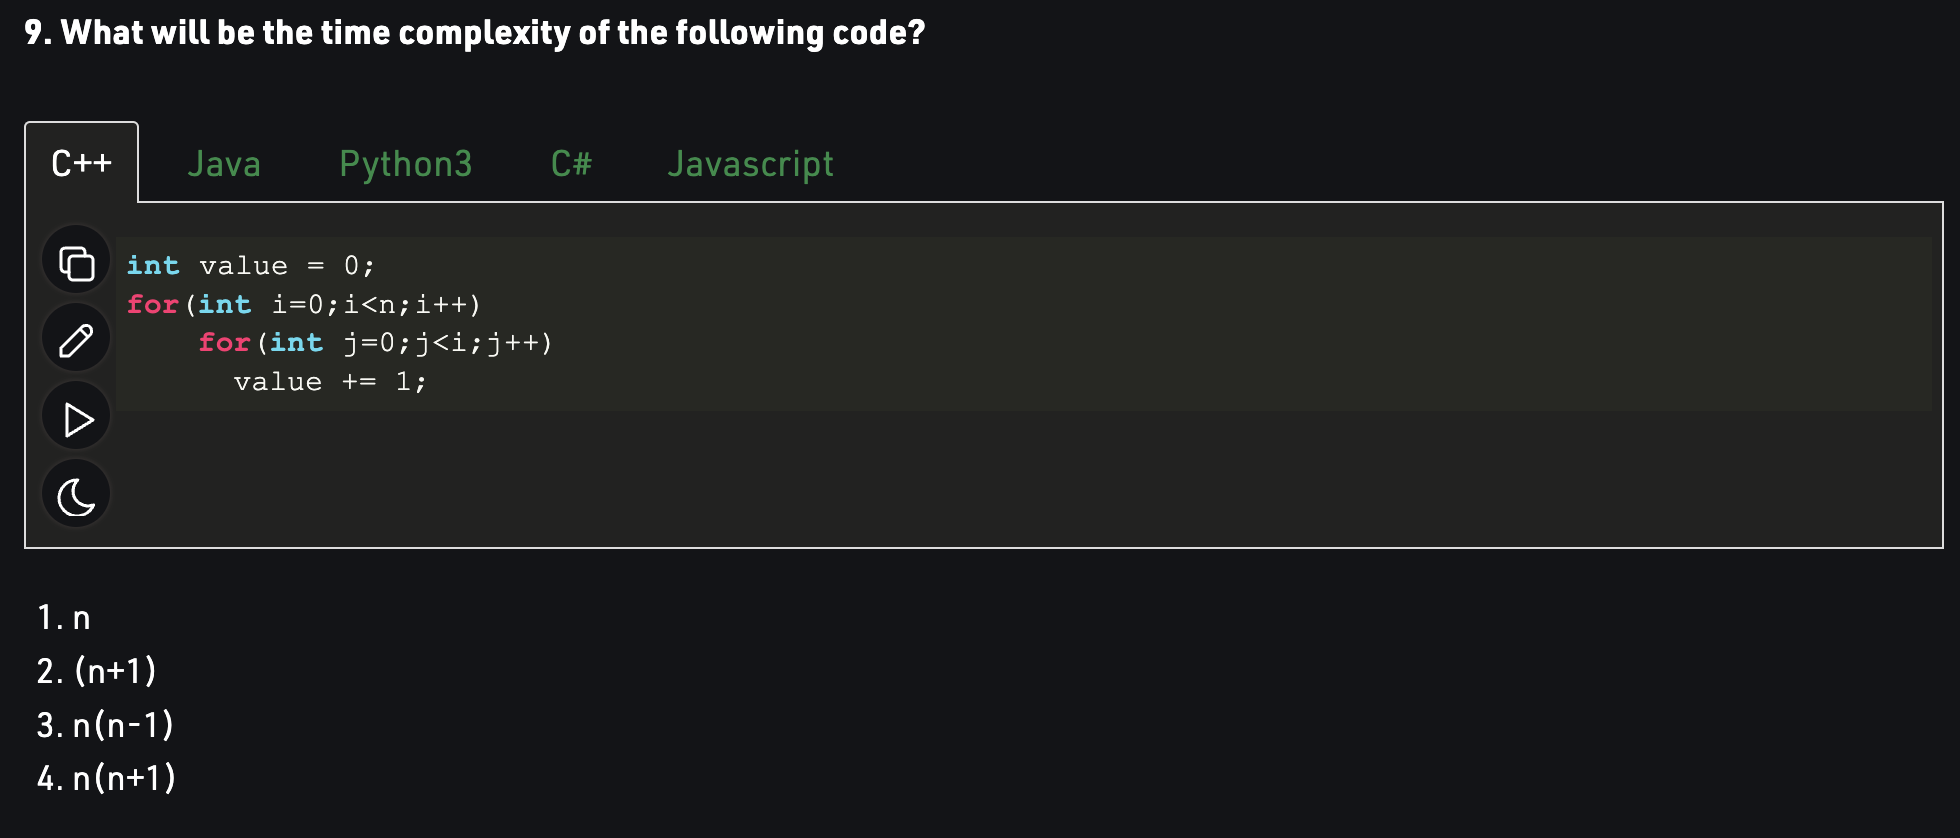 9. What will be the time complexity of the following code?
C++ Java Python3 C# Javascript
int value = 0;
for(int i=0;i<n;i++)
for(int j=0;j<i;j++)
value += 1;
1. n
2. (n+1)
3. n(n-1)
4. n(n+1)